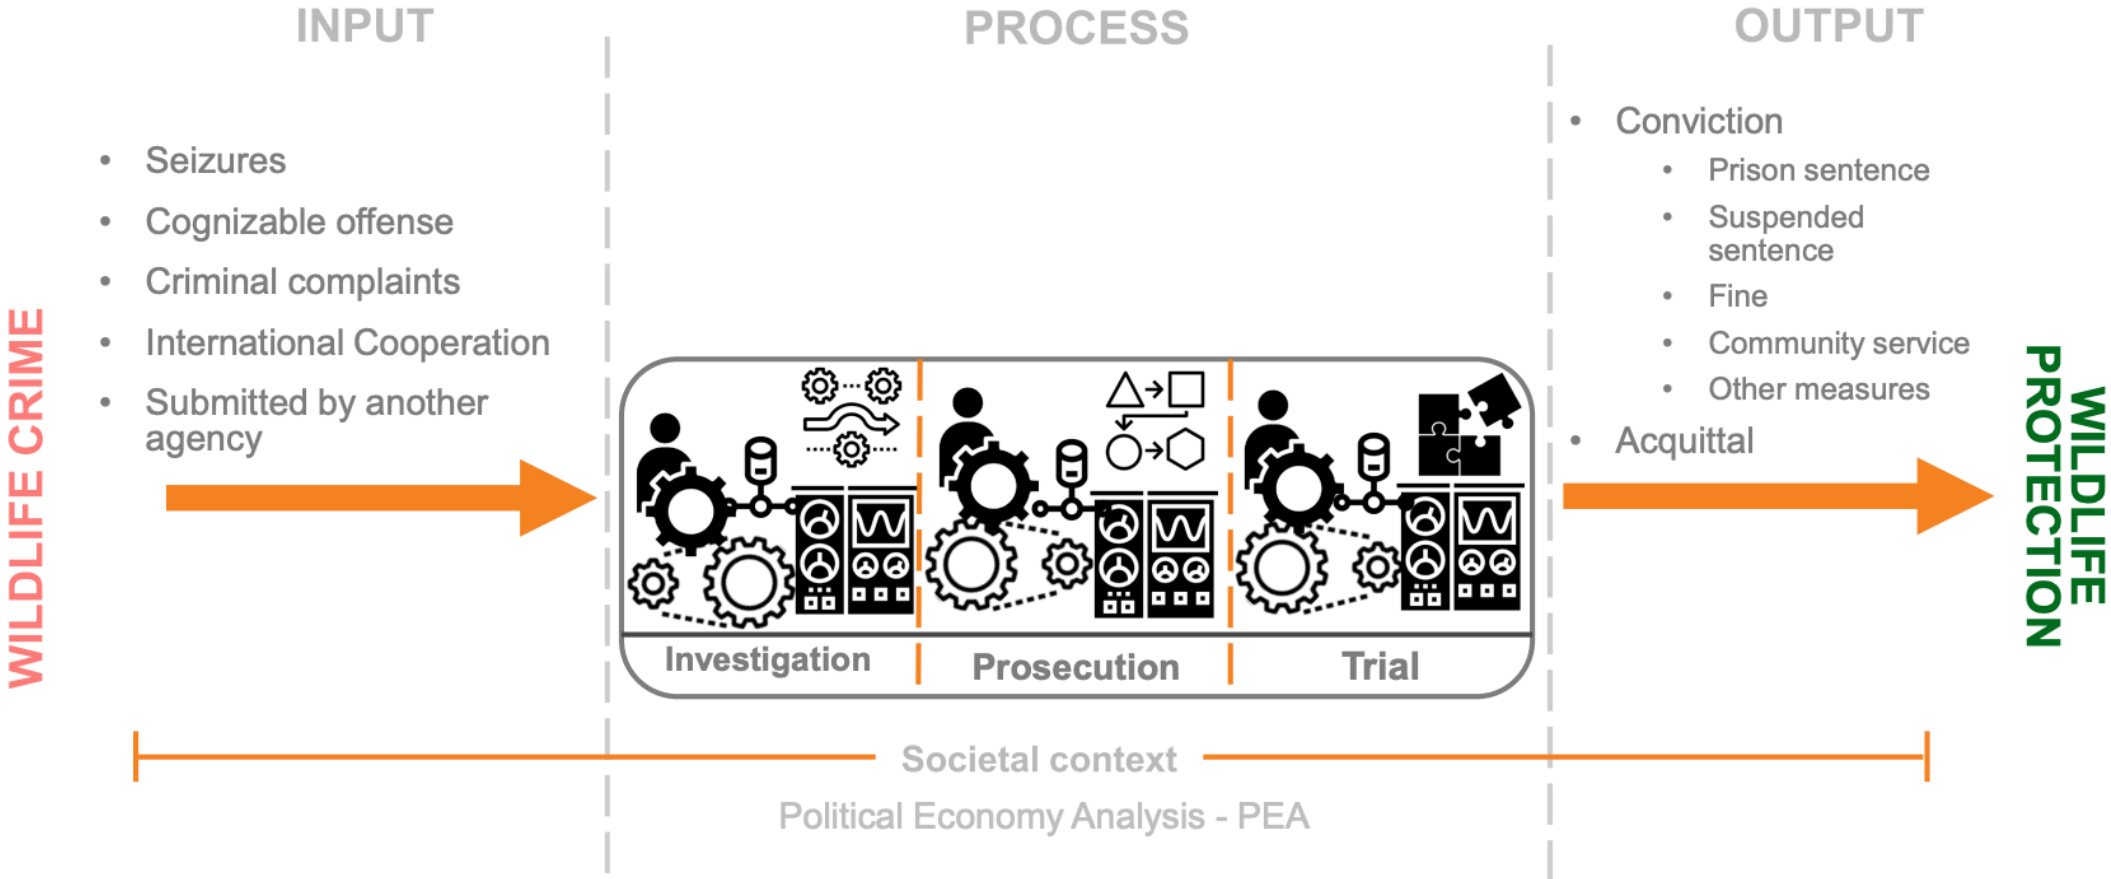 INPUT
PROCESS
OUTPUT
WILDLIFE CRIME
• Seizures
• Cognizable offense
• Criminal complaints
• International Cooperation
• Submitted by another
agency
Investigation
Prosecution
Trial
• Conviction
• Prison sentence
• Suspended
sentence
• Fine
• Community service
• Other measures
• Acquittal
WILDLIFE
PROTECTION
Societal context
Political Economy Analysis - PEA